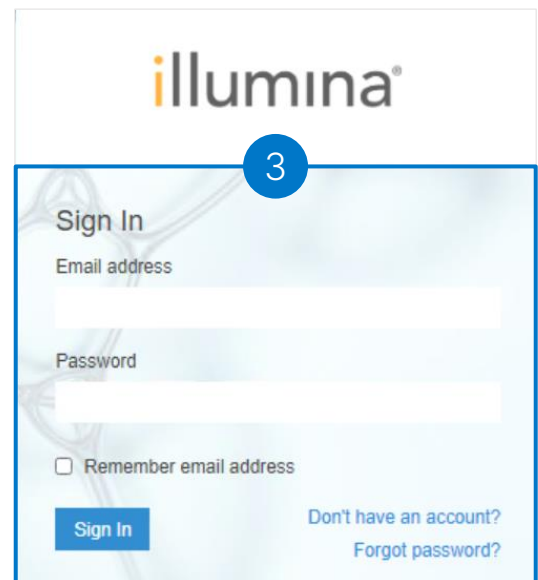 illumina®
3
Sign In
Email address
Password
Remember email address
Sign In
Don't have an account?
Forgot password?